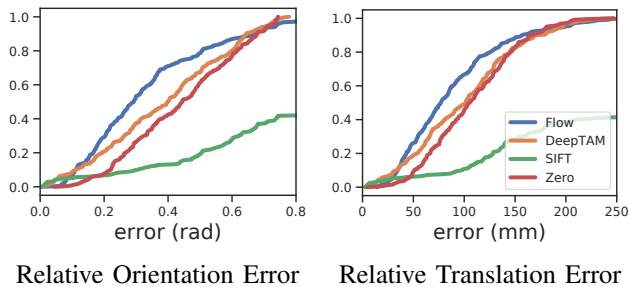 1.0
0.8
0.6
0.4
0.2
0.0
0.0 0.2 0.4 0.6 0.8
error (rad)
1.0
0.8
0.6
0.4
0.2
0.0
0 50 100 150 200 250
error (mm)
Flow
DeepTAM
SIFT
Zero
Relative Orientation Error
Relative Translation Error